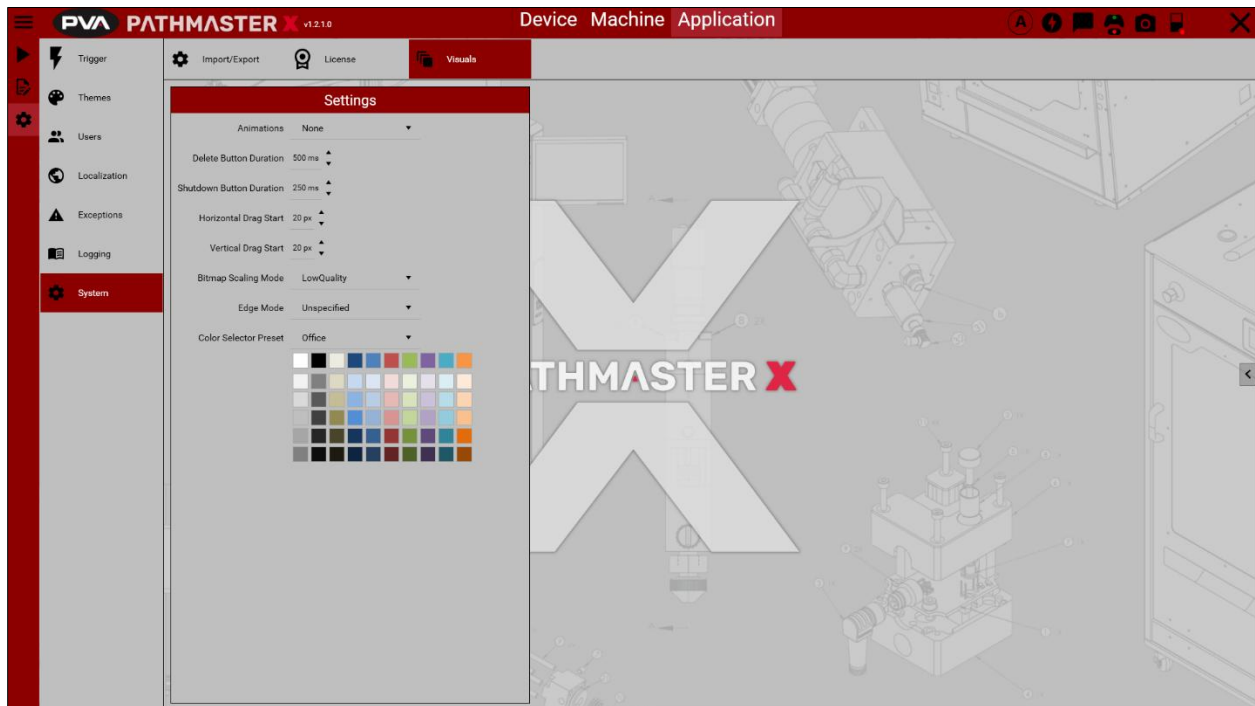 PVA PATHMASTER X v1.2.1.0
Device Machine Application
A
Trigger
Themes
Users
Localization
Exceptions
Logging
System
Import/Export
License
Visuals
Settings
Animations None
Delete Button Duration 500 ms
Shutdown Button Duration 250 ms
Horizontal Drag Start 20 px
Vertical Drag Start 20 px
Bitmap Scaling Mode LowQuality
Edge Mode Unspecified
Color Selector Preset Office
THMASTER X